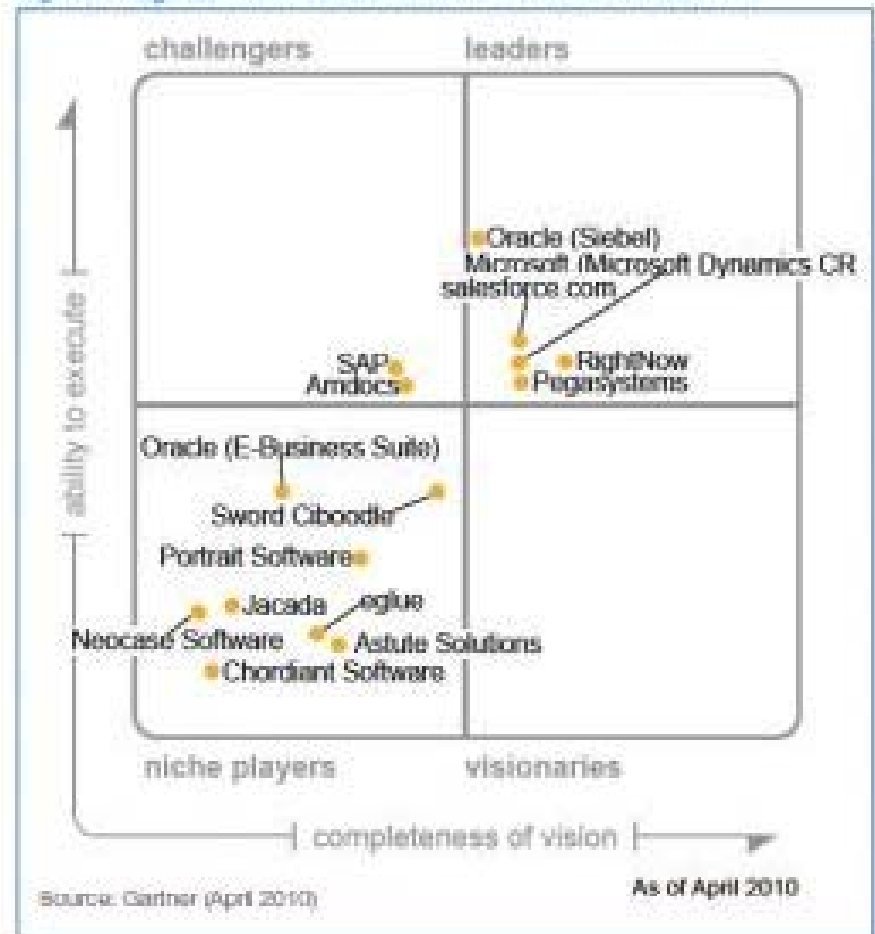 challengers
leaders
Oracle (Siebel)
Microsoft (Microsoft Dynamics CR
salesforce.com
SAP
RightNow
Amdocs
Pegasystems
ability to execute
Oracle (E-Business Suite)
Sword Ciboodle
Portrait Software
Jacada
eglue
Neocase Software
Astute Solutions
Chordiant Software
niche players
visionaries
completeness of vision
As of April 2010
Source: Gartner (April 2010)